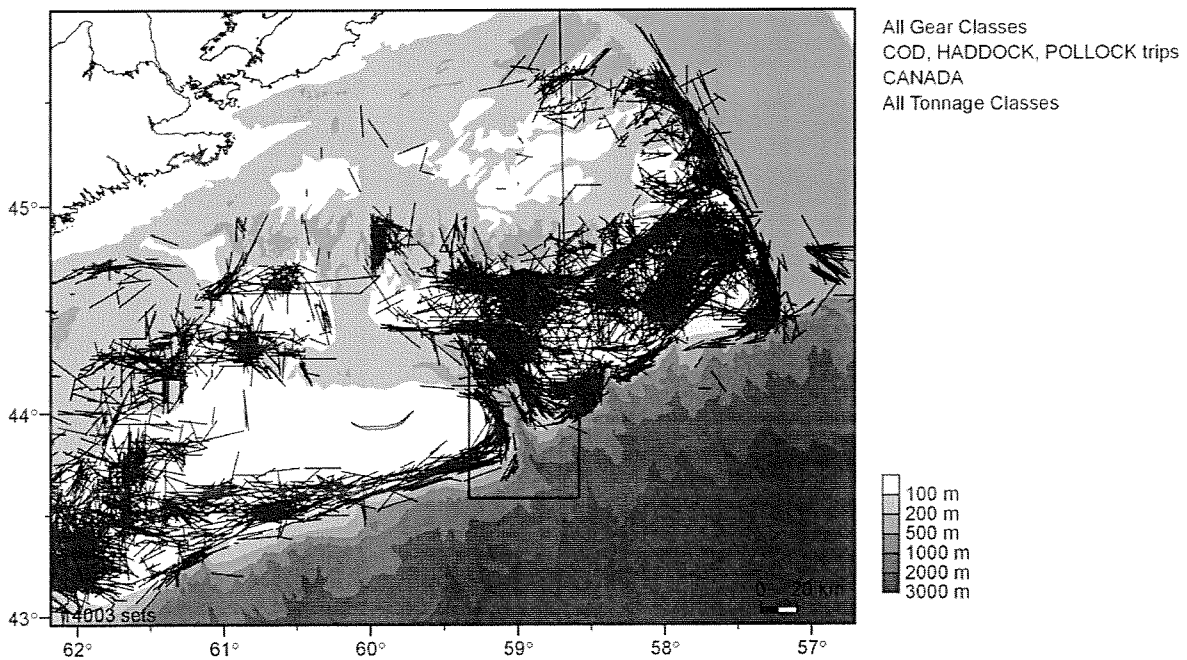 All Gear Classes
COD, HADDOCK, POLLOCK trips
CANADA
All Tonnage Classes
45°
44°
43°
100 m
200 m
500 m
1000 m
2000 m
3000 m
0 20 km
sets
62° 61° 60° 59° 58° 57°